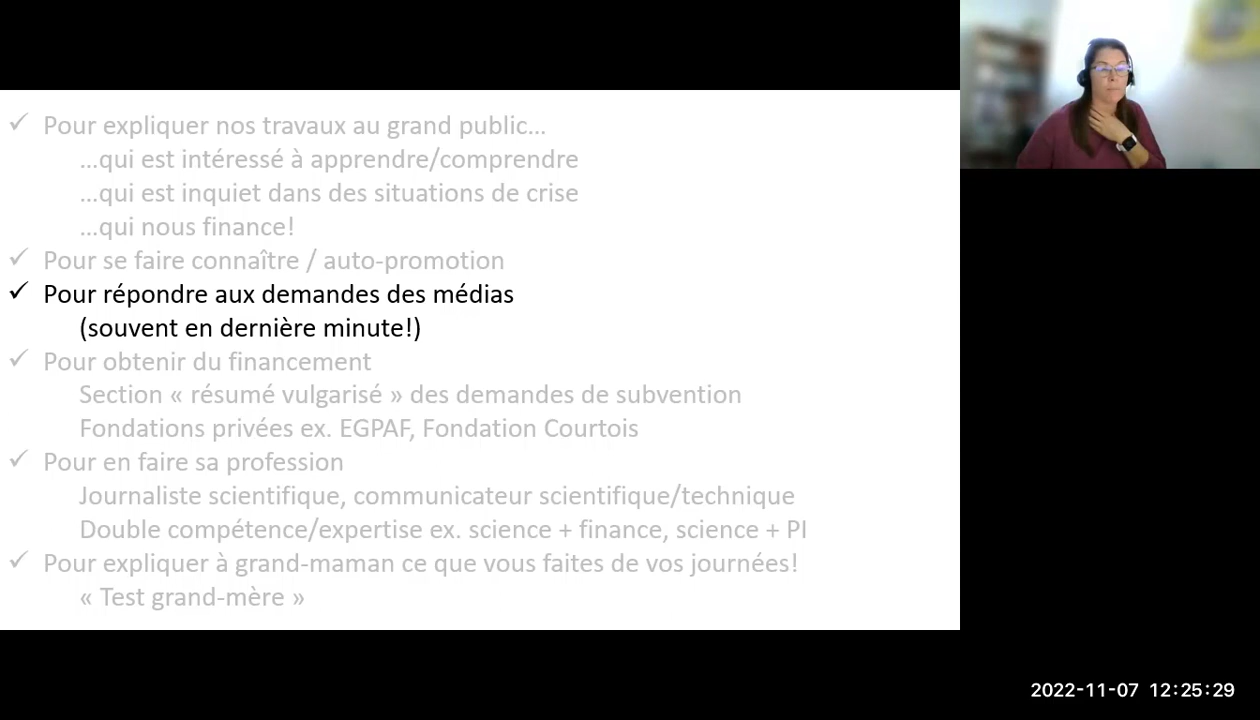 ✓ Pour expliquer nos travaux au grand public...
...qui est intéressé à apprendre/comprendre
...qui est inquiet dans des situations de crise
...qui nous finance!
✓ Pour se faire connaître / auto-promotion
✓ Pour répondre aux demandes des médias
(souvent en dernière minute!)
✓ Pour obtenir du financement
Section « résumé vulgarisé » des demandes de subvention
Fondations privées ex. EGPAF, Fondation Courtois
✓ Pour en faire sa profession
Journaliste scientifique, communicateur scientifique/technique
Double compétence/expertise ex. science + finance, science + PI
✓ Pour expliquer à grand-maman ce que vous faites de vos journées!
« Test grand-mère »
2022-11-07 12:25:29